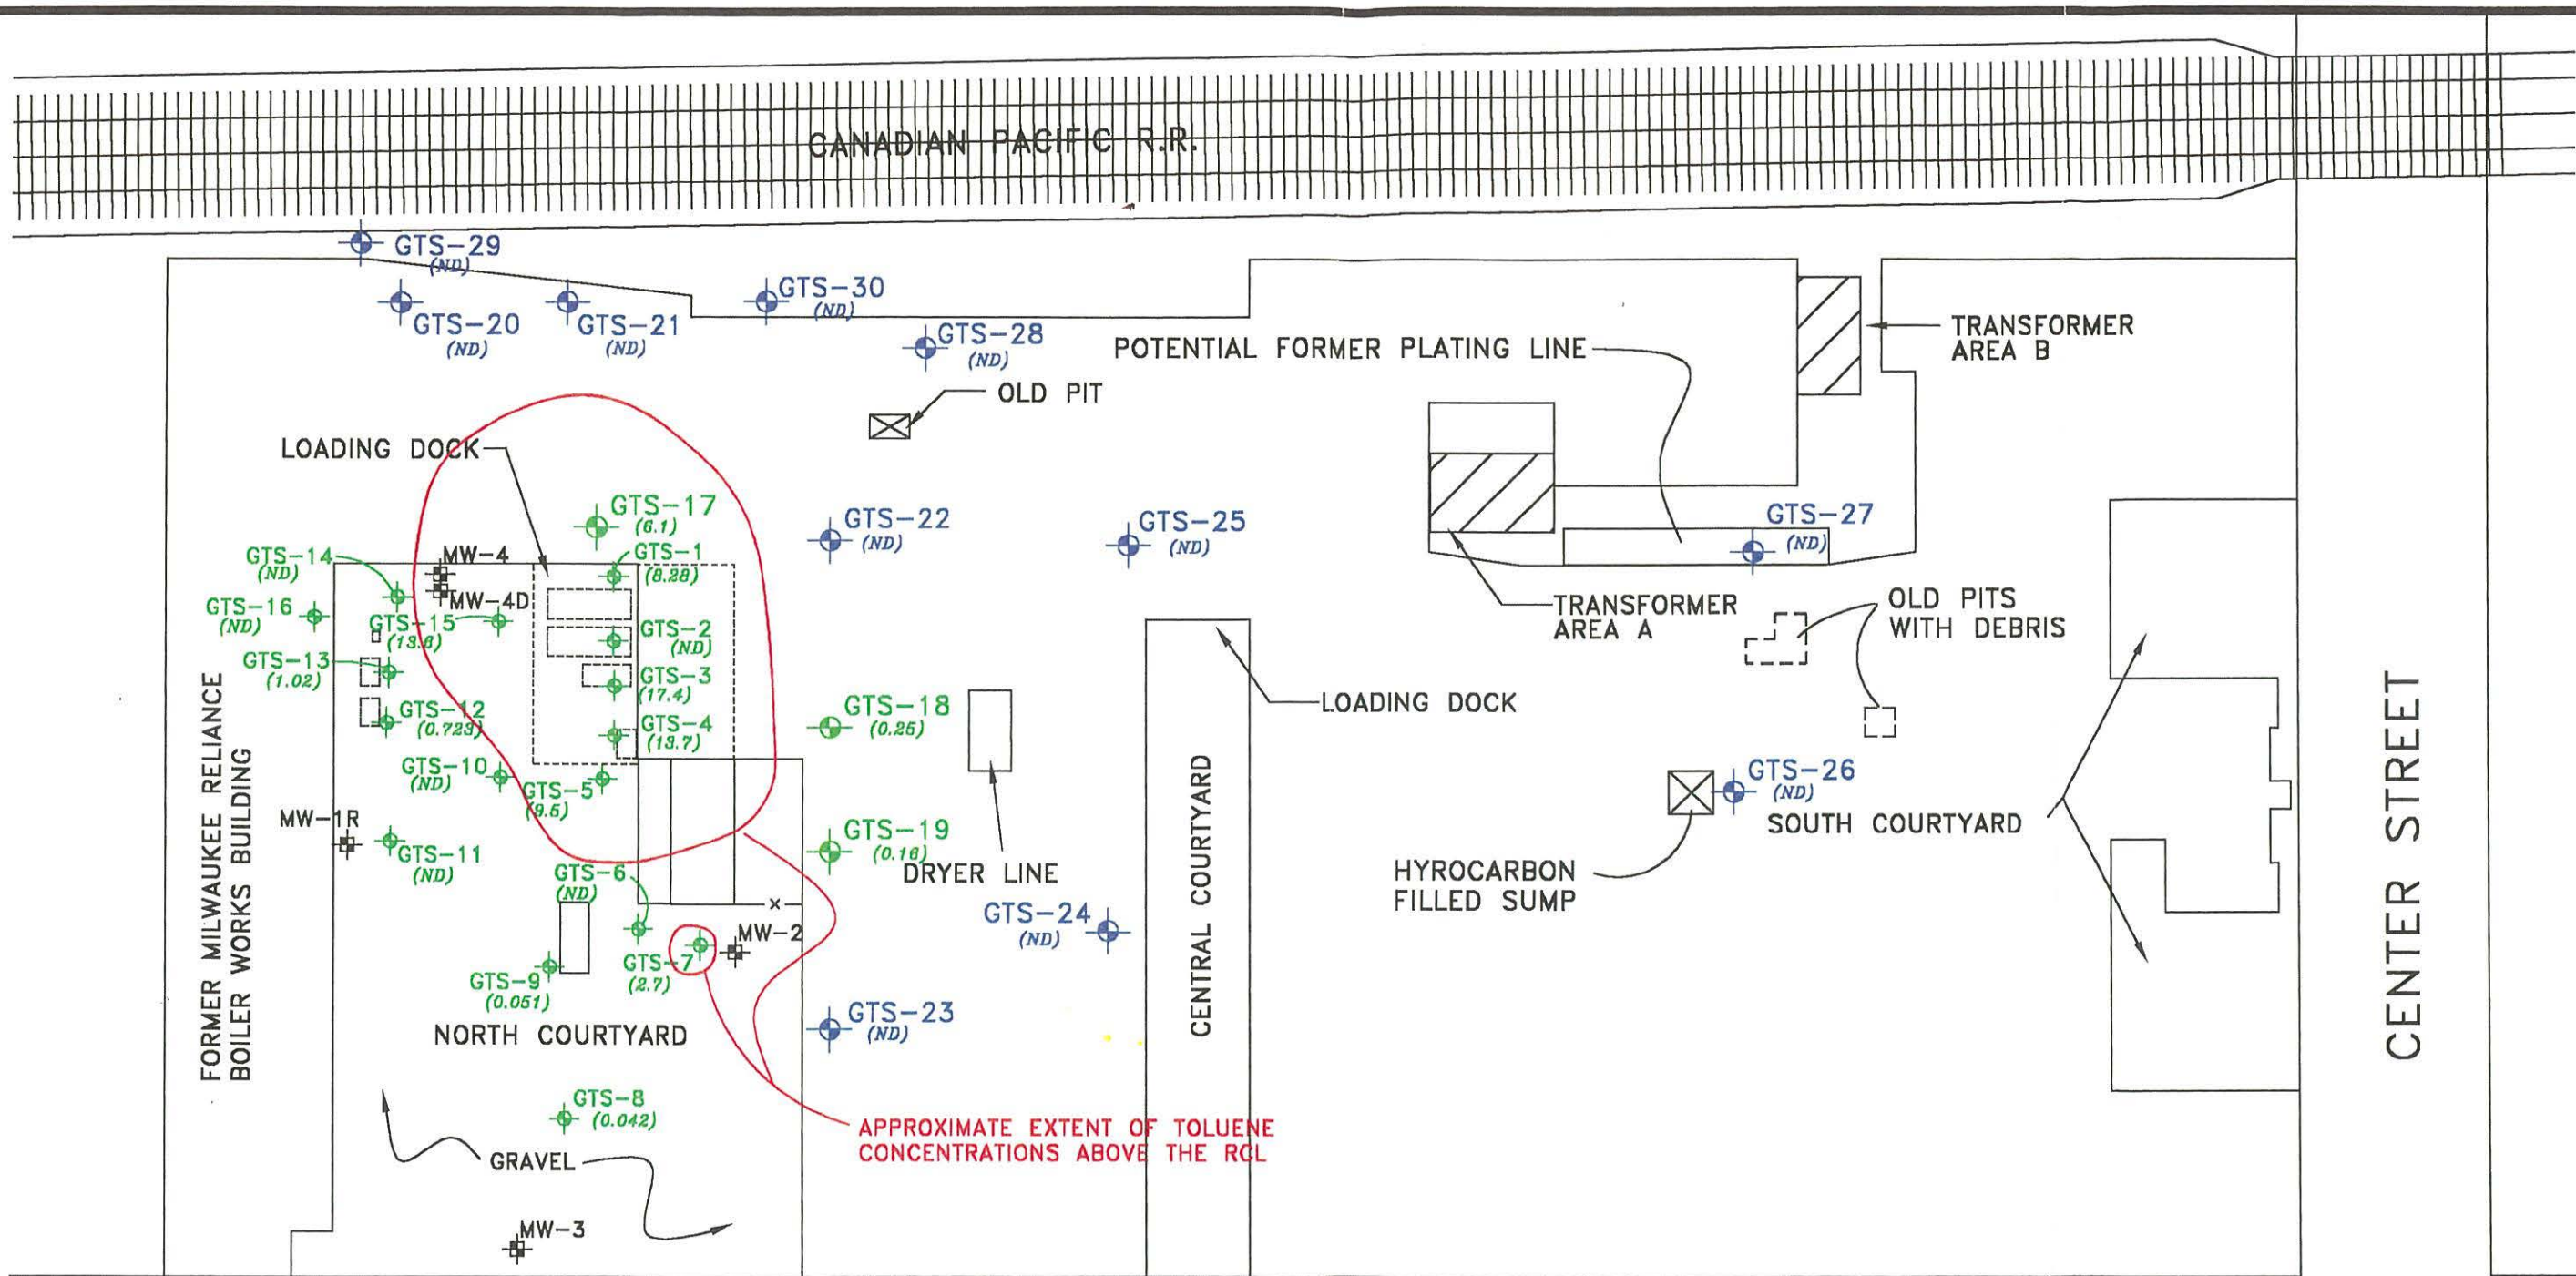 CANADIAN PACIFIC R.R.
GTS-29
(ND)
GTS-20
(ND)
GTS-21
(ND)
GTS-30
(ND)
GTS-28
(ND)
POTENTIAL FORMER PLATING LINE
TRANSFORMER
AREA B
OLD PIT
LOADING DOCK
GTS-17
(6.1)
GTS-22
(ND)
GTS-25
(ND)
GTS-27
(ND)
GTS-14
(ND)
MW-4
GTS-1
(8.28)
MW-4D
GTS-16
(ND)
GTS-15
(13.6)
GTS-2
(ND)
TRANSFORMER
AREA A
OLD PITS
WITH DEBRIS
GTS-13
(1.02)
GTS-3
(17.4)
GTS-12
(0.723)
GTS-4
(13.7)
GTS-18
(0.25)
LOADING DOCK
GTS-10
(ND)
GTS-5
(9.5)
GTS-26
(ND)
SOUTH COURTYARD
MW-1R
GTS-11
(ND)
GTS-19
(0.16)
DRYER LINE
HYROCARBON
FILLED SUMP
GTS-6
(ND)
x
MW-2
GTS-24
(ND)
GTS-7
(2.7)
GTS-9
(0.051)
GTS-23
(ND)
NORTH COURTYARD
GTS-8
(0.042)
APPROXIMATE EXTENT OF TOLUENE
CONCENTRATIONS ABOVE THE RCL
GRAVEL
MW-3
FORMER MILWAUKEE RELIANCE
BOILER WORKS BUILDING
CENTRAL COURTYARD
CENTER STREET